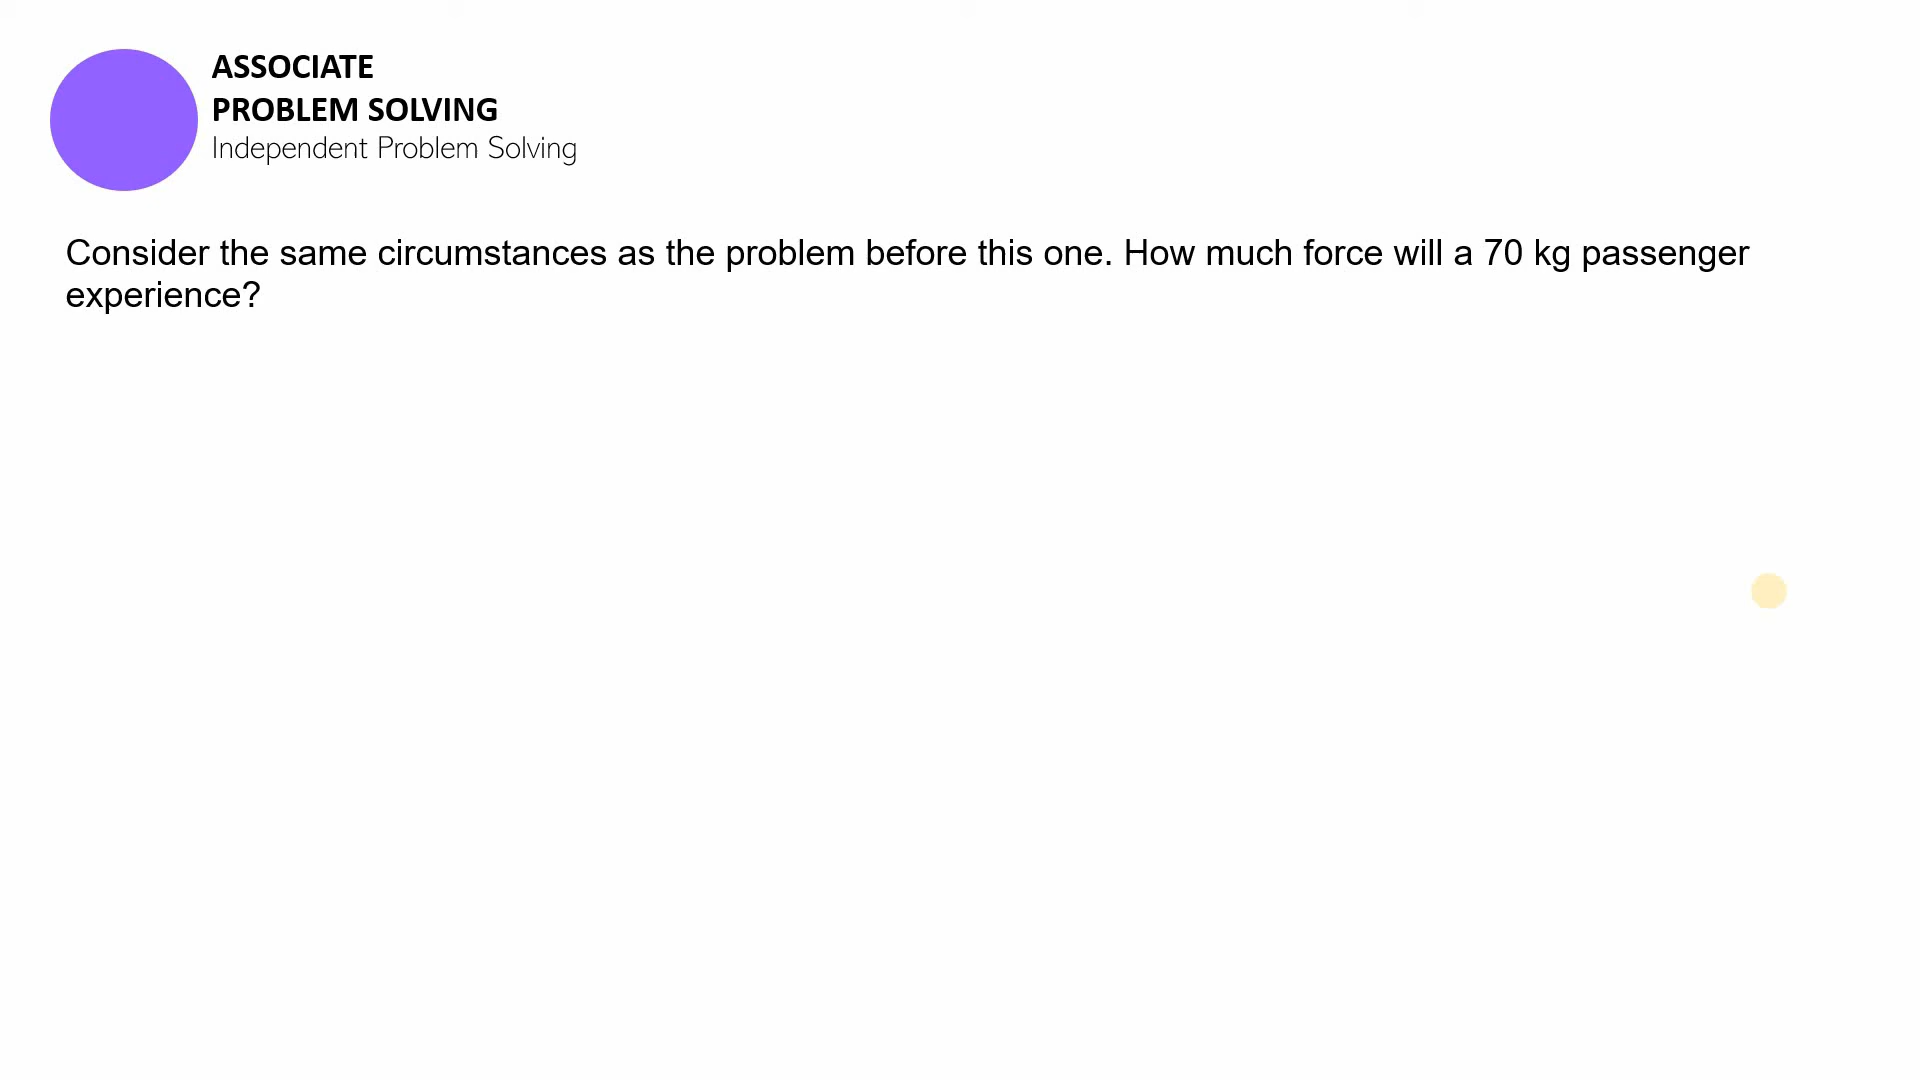 ASSOCIATE
PROBLEM SOLVING
Independent Problem Solving
Consider the same circumstances as the problem before this one. How much force will a 70 kg passenger
experience?